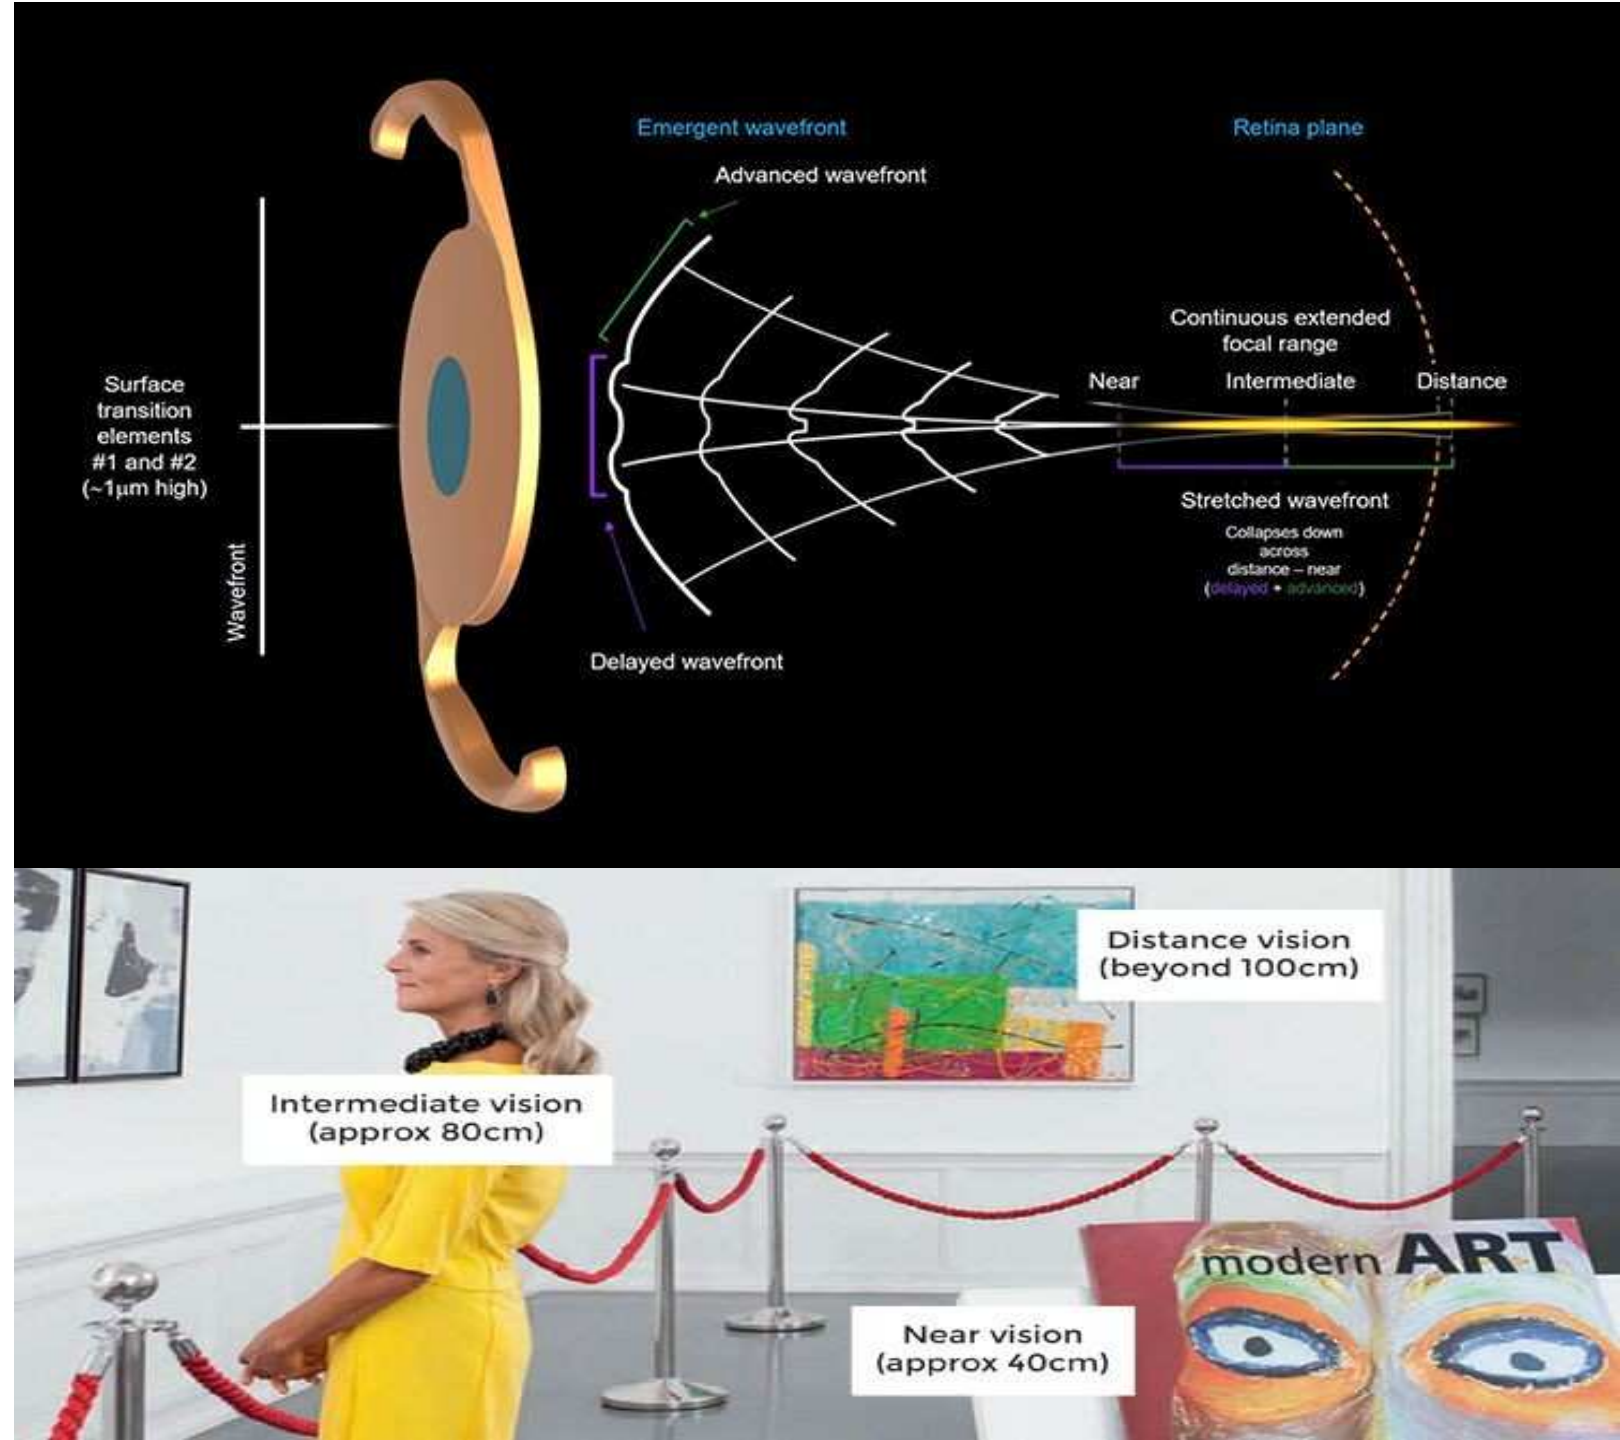 Emergent wavefront
Retina plane
Advanced wavefront
Surface
transition
elements
#1 and #2
(~1μm high)
Wavefront
Continuous extended
focal range
Near
Intermediate
Distance
Stretched wavefront
Collapses down
across
distance – near
(delayed + advanced)
Delayed wavefront
Distance vision
(beyond 100cm)
Intermediate vision
(approx 80cm)
modern ART
Near vision
(approx 40cm)